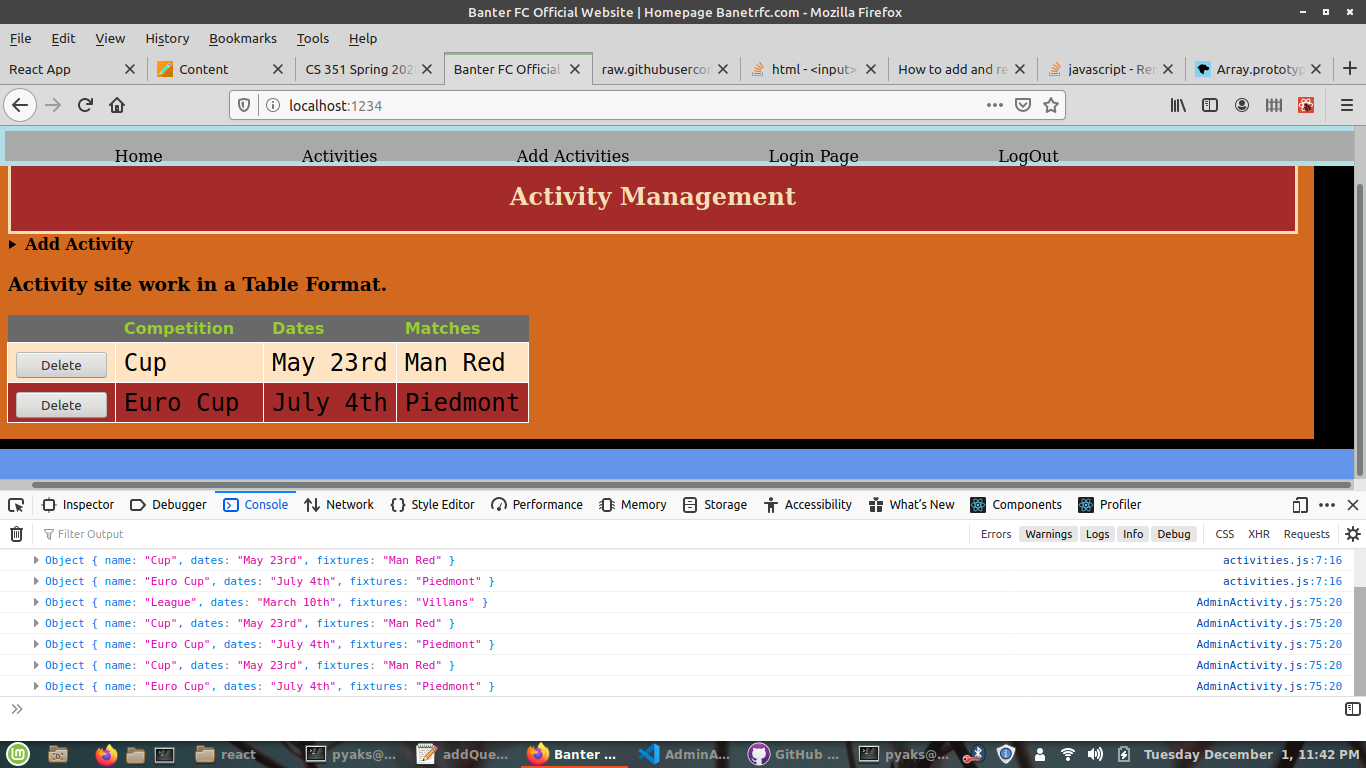 Banter FC Official Website | Homepage Banetrfc.com - Mozilla Firefox
File Edit View History Bookmarks Tools Help
React App Content CS 351 Spring 202 Banter FC Official raw.githubusercon html - <input> How to add and re javascript - Rem Array.prototyp
localhost:1234
Home Activities Add Activities Login Page LogOut
Activity Management
Add Activity
Activity site work in a Table Format.
Competition Dates Matches
Delete Cup May 23rd Man Red
Delete Euro Cup July 4th Piedmont
Inspector Debugger Console Network Style Editor Performance Memory Storage Accessibility What's New Components Profiler
Filter Output Errors Warnings Logs Info Debug CSS XHR Requests
Object { name: "Cup", dates: "May 23rd", fixtures: "Man Red" } activities.js:7:16
Object { name: "Euro Cup", dates: "July 4th", fixtures: "Piedmont" } activities.js:7:16
Object { name: "League", dates: "March 10th", fixtures: "Villans" } AdminActivity.js:75:20
Object { name: "Cup", dates: "May 23rd", fixtures: "Man Red" } AdminActivity.js:75:20
Object { name: "Euro Cup", dates: "July 4th", fixtures: "Piedmont" } AdminActivity.js:75:20
Object { name: "Cup", dates: "May 23rd", fixtures: "Man Red" } AdminActivity.js:75:20
Object { name: "Euro Cup", dates: "July 4th", fixtures: "Piedmont" } AdminActivity.js:75:20
react pyaks@... addQue... Banter ... AdminA... GitHub ... pyaks@... Tuesday December 1, 11:42 PM